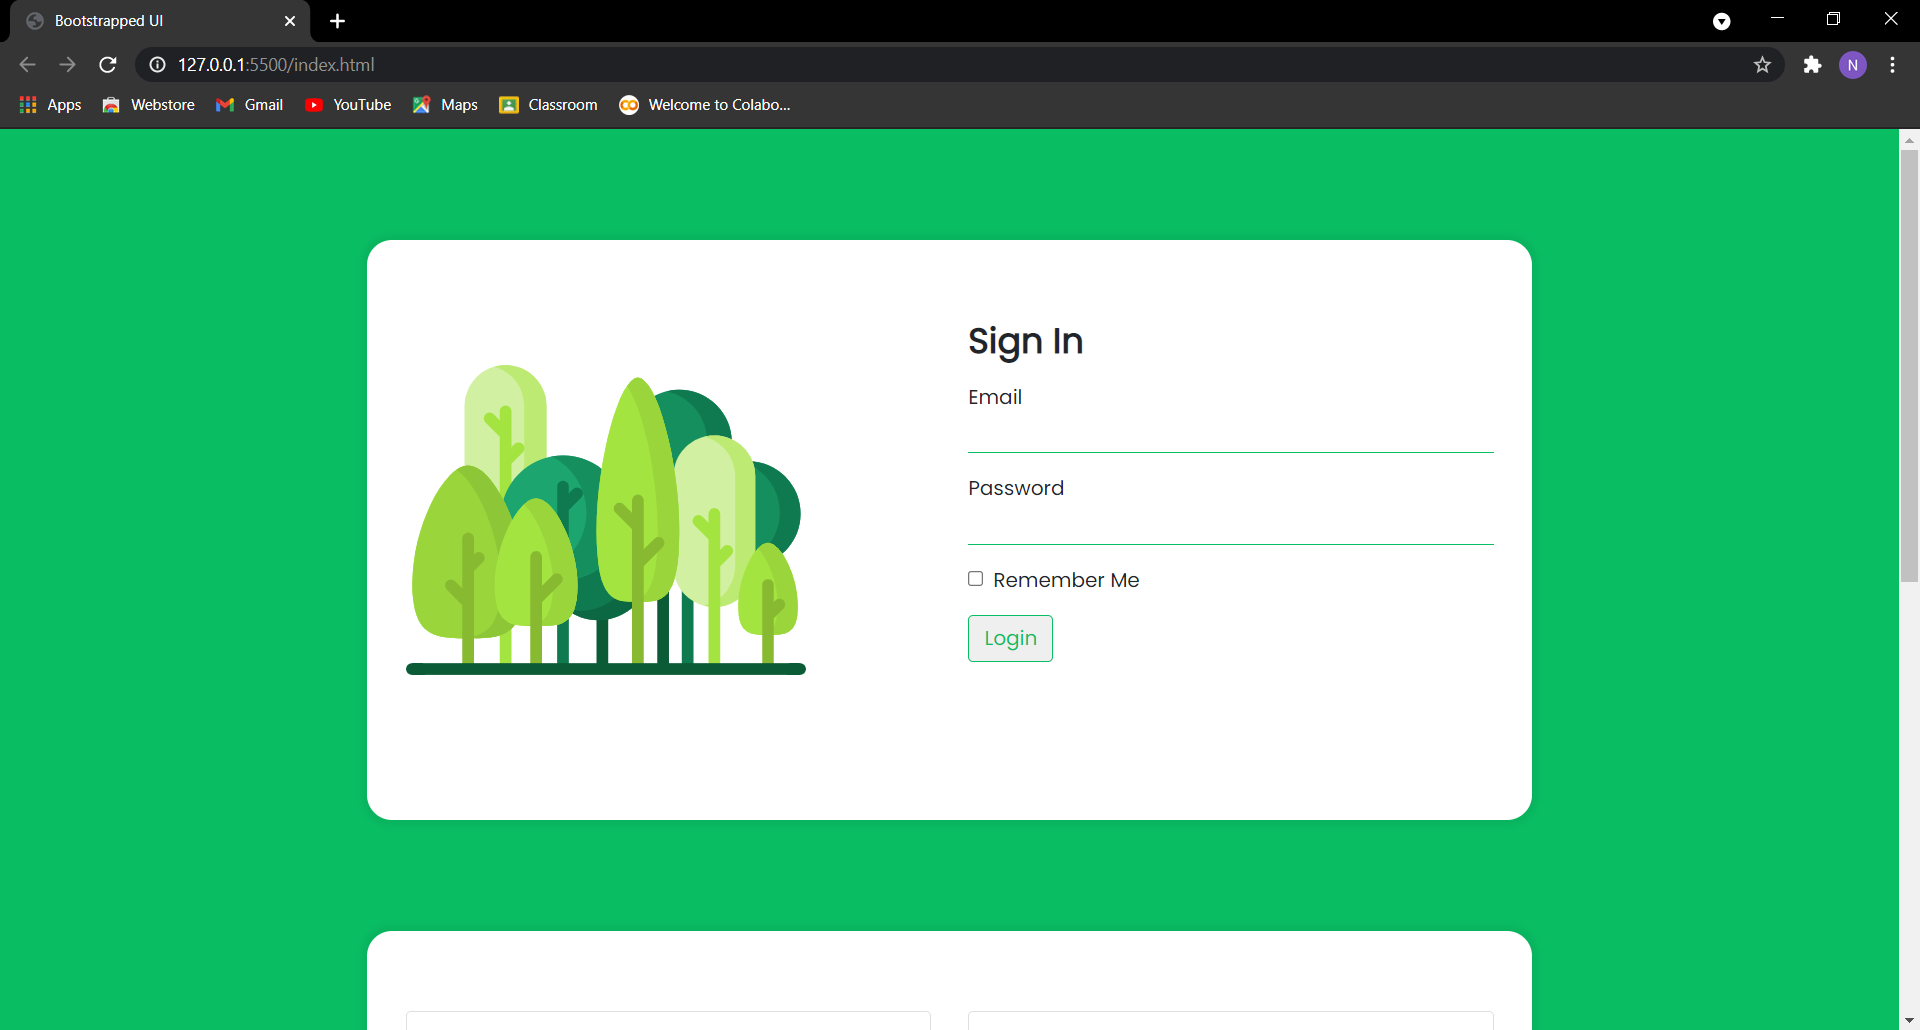 Bootstrapped UI
127.0.0.1:5500/index.html
N
Apps Webstore Gmail YouTube Maps Classroom Welcome to Colabo...
Sign In
Email
Password
Remember Me
Login